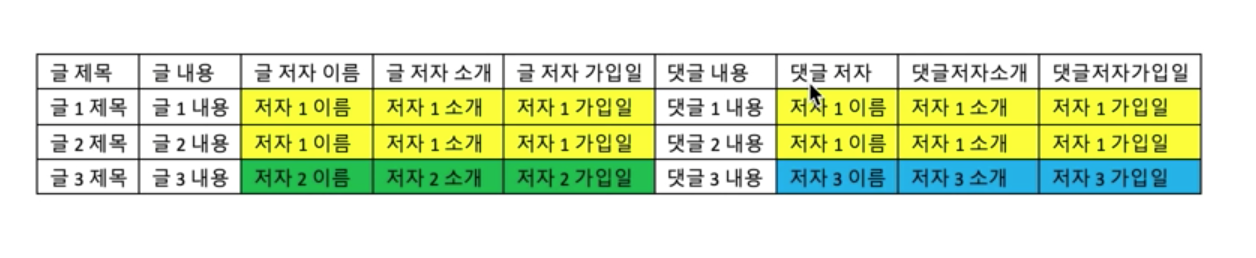 글 제목 글 내용 글 저자 이름 글 저자 소개 글 저자 가입일 댓글 내용 댓글 저자 댓글저자소개 댓글저자가입일
글 1 제목 글 1 내용 저자 1 이름 저자 1 소개 저자 1 가입일 댓글 1 내용 저자 1 이름 저자 1 소개 저자 1 가입일
글 2 제목 글 2 내용 저자 1 이름 저자 1 소개 저자 1 가입일 댓글 2 내용 저자 1 이름 저자 1 소개 저자 1 가입일
글 3 제목 글 3 내용 저자 2 이름 저자 2 소개 저자 2 가입일 댓글 3 내용 저자 3 이름 저자 3 소개 저자 3 가입일